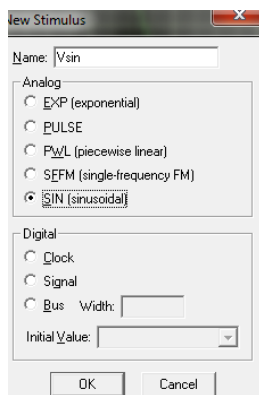 New Stimulus
Name: Vsin
Analog
EXP (exponential)
PULSE
PWL (piecewise linear)
SFFM (single-frequency FM)
SIN (sinusoidal)
Digital
Clock
Signal
Bus Width:
Initial Value:
OK Cancel